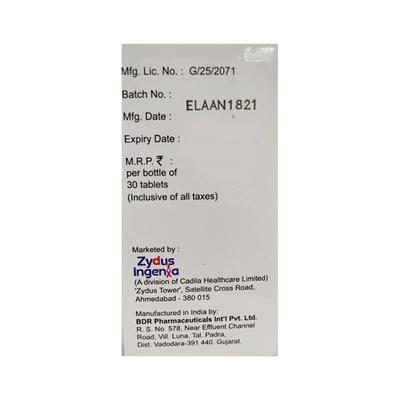 Mfg. Lic. No. : G/25/2071
Batch No. :
ELAAN1821
Mfg. Date :
Expiry Date :
M.R.P. ₹ :
per bottle of
30 tablets
(Inclusive of all taxes)
Marketed by :
Zydus
Ingenia
(A division of Cadila Healthcare Limited)
'Zydus Tower', Satellite Cross Road,
Ahmedabad - 380 015
Manufactured in India by:
BDR Pharmaceuticals Int'l Pvt. Ltd.
R. S. No. 578, Near Effluent Channel
Road, Vill. Luna, Tal. Padra,
Dist. Vadodara-391 440. Gujarat.